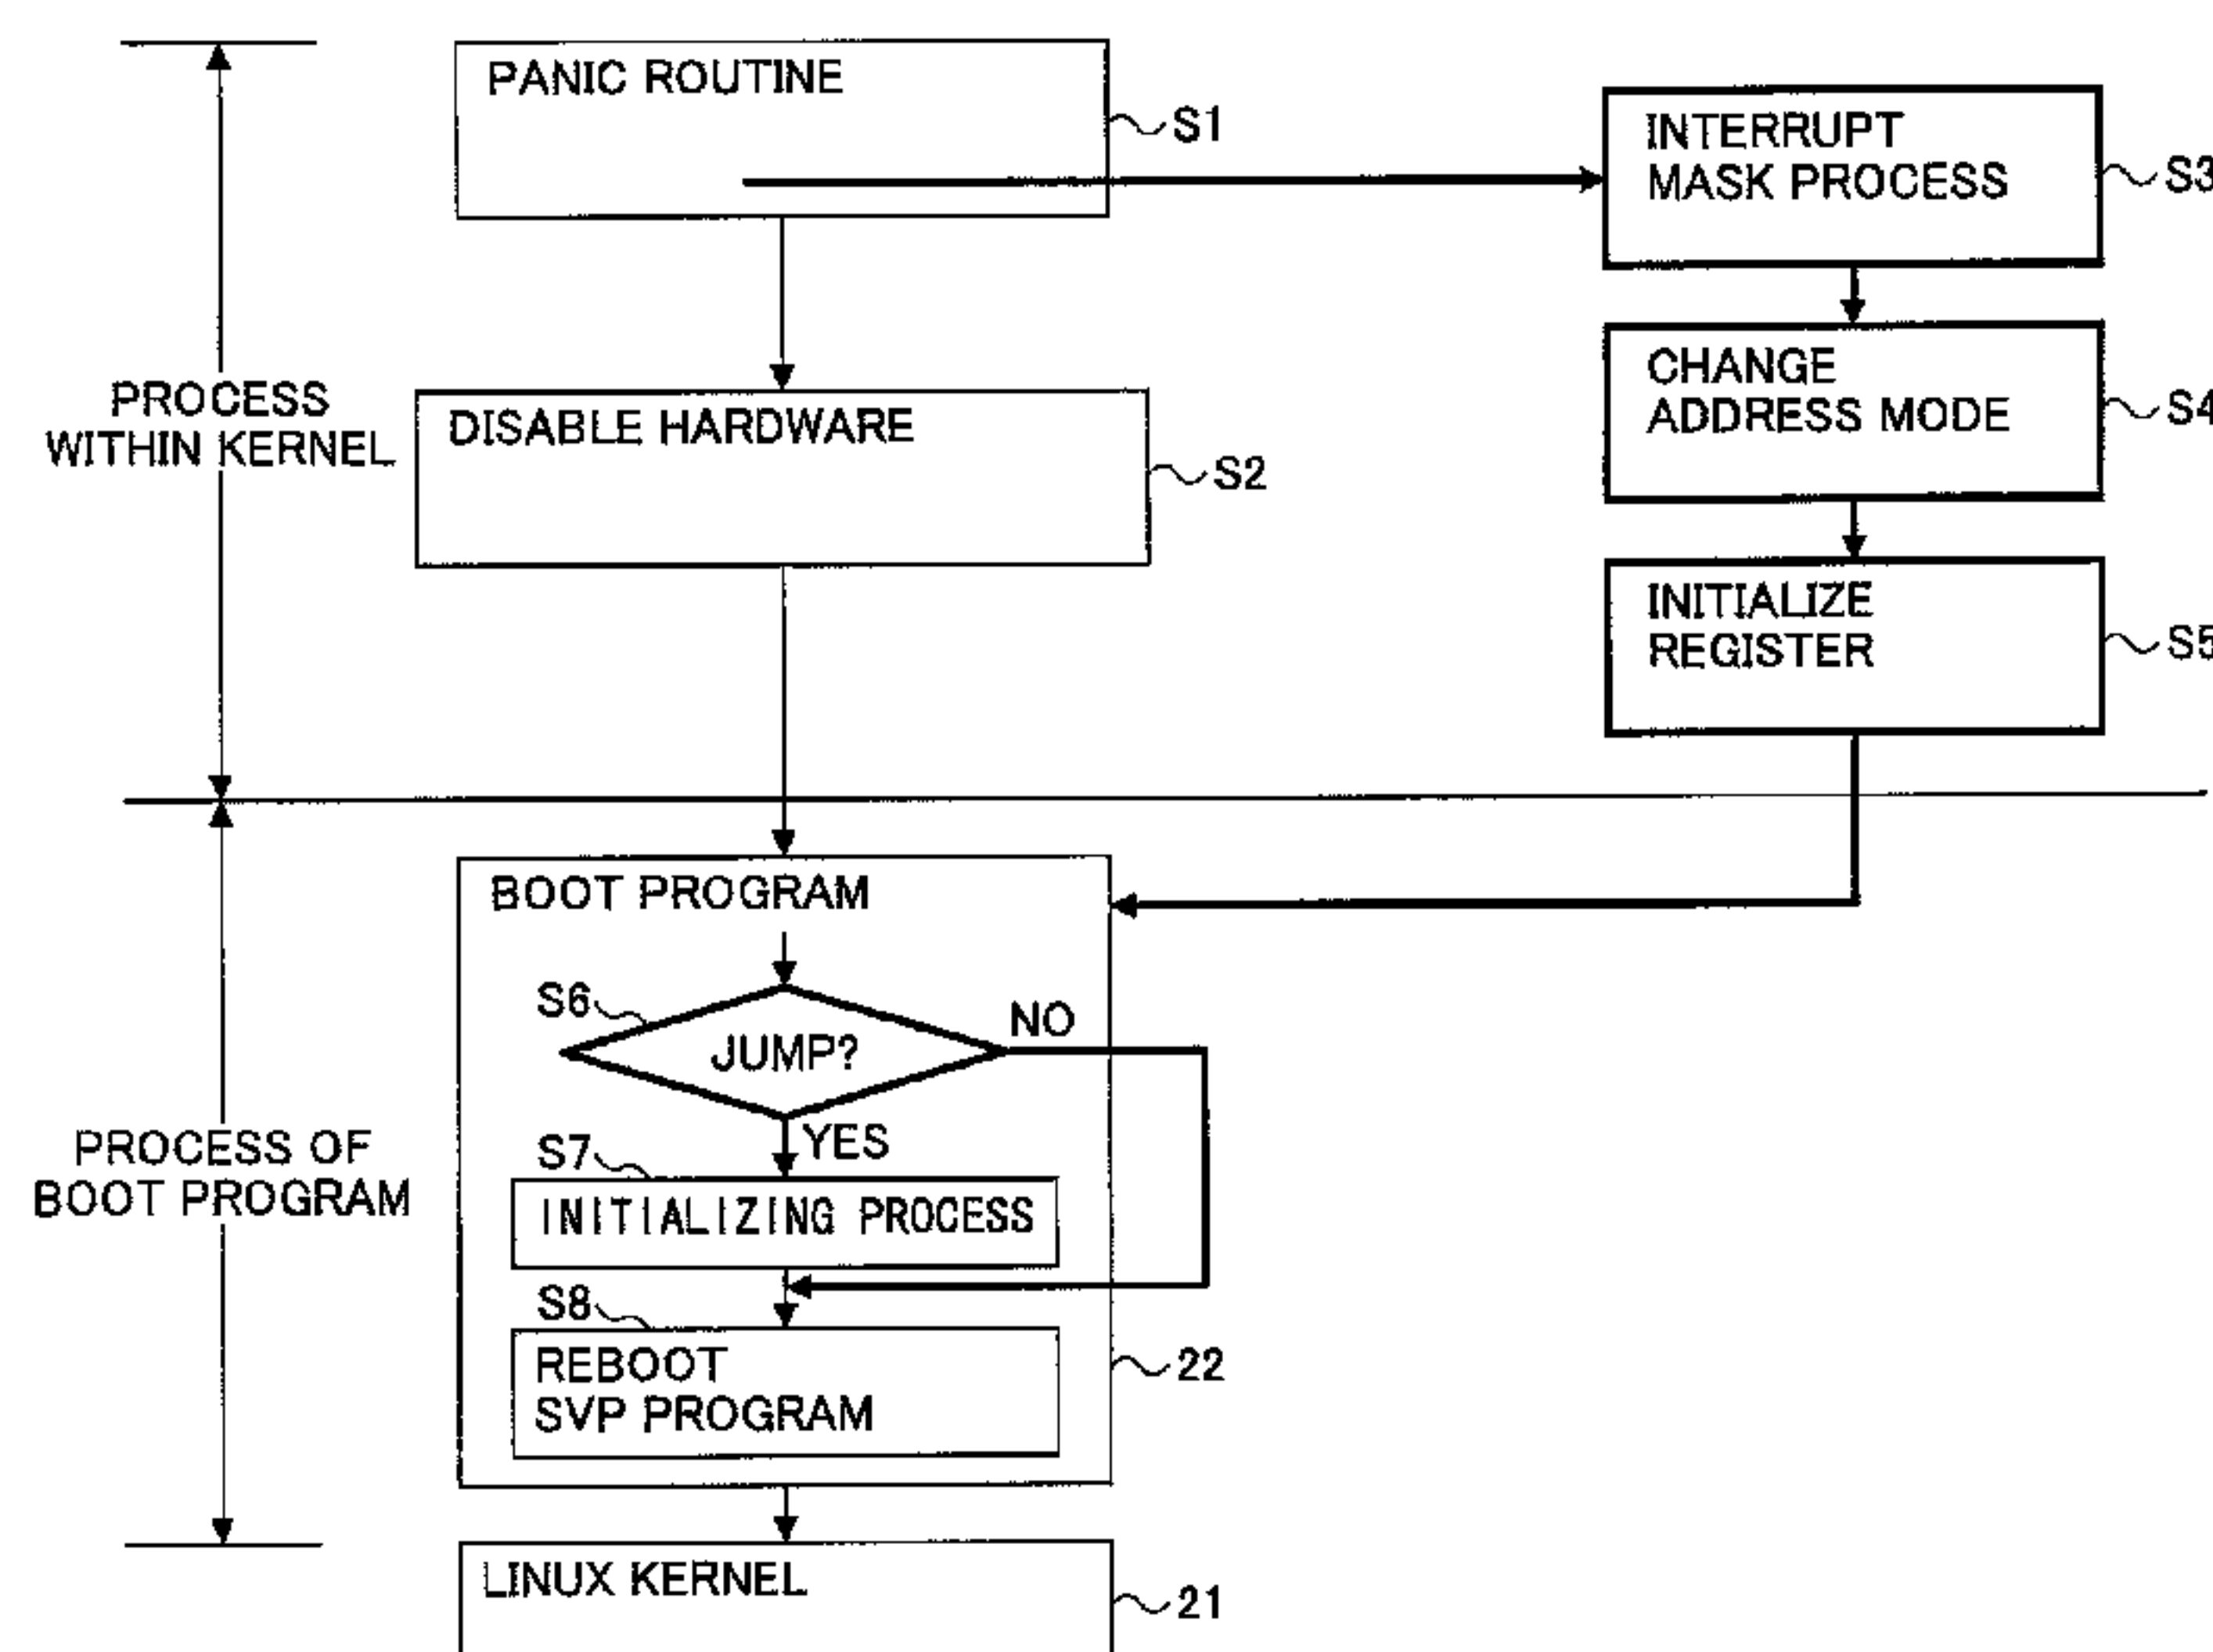 PANIC ROUTINE
S1
INTERRUPT
MASK PROCESS
S3
CHANGE
ADDRESS MODE
S4
PROCESS
WITHIN KERNEL
DISABLE HARDWARE
S2
INITIALIZE
REGISTER
S5
BOOT PROGRAM
S6
JUMP?
NO
YES
PROCESS OF
BOOT PROGRAM
S7
INITIALIZING PROCESS
S8
REBOOT
SVP PROGRAM
22
LINUX KERNEL
21